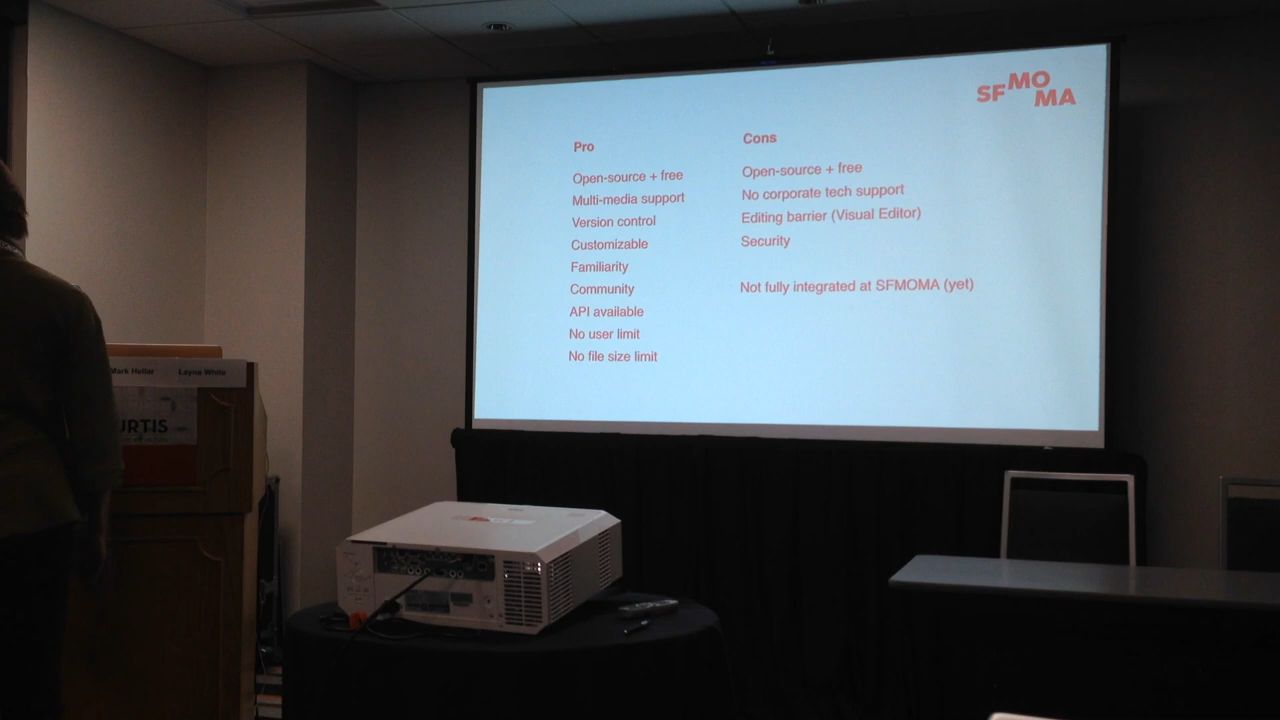 SFMOMA
Pro
Open-source + free
Multi-media support
Version control
Customizable
Familiarity
Community
API available
No user limit
No file size limit
Cons
Open-source + free
No corporate tech support
Editing barrier (Visual Editor)
Security
Not fully integrated at SFMOMA (yet)
Mark Hellar Layna White
URTIS